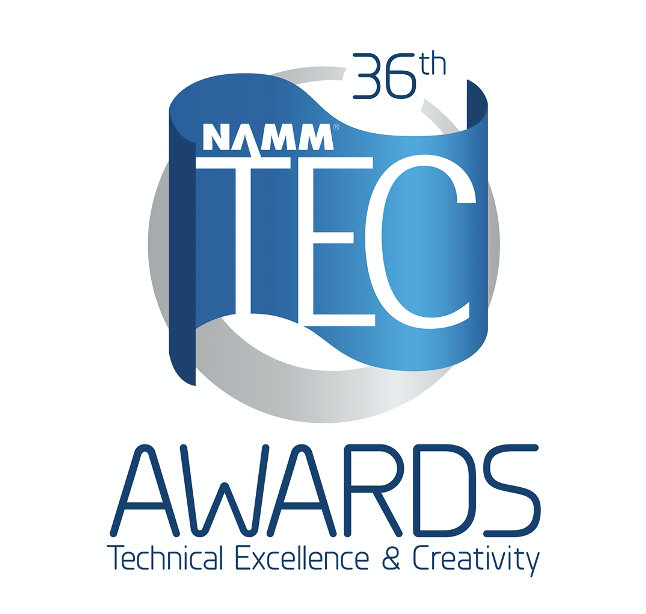 36th
NAMM®
TEC
AWARDS
Technical Excellence & Creativity